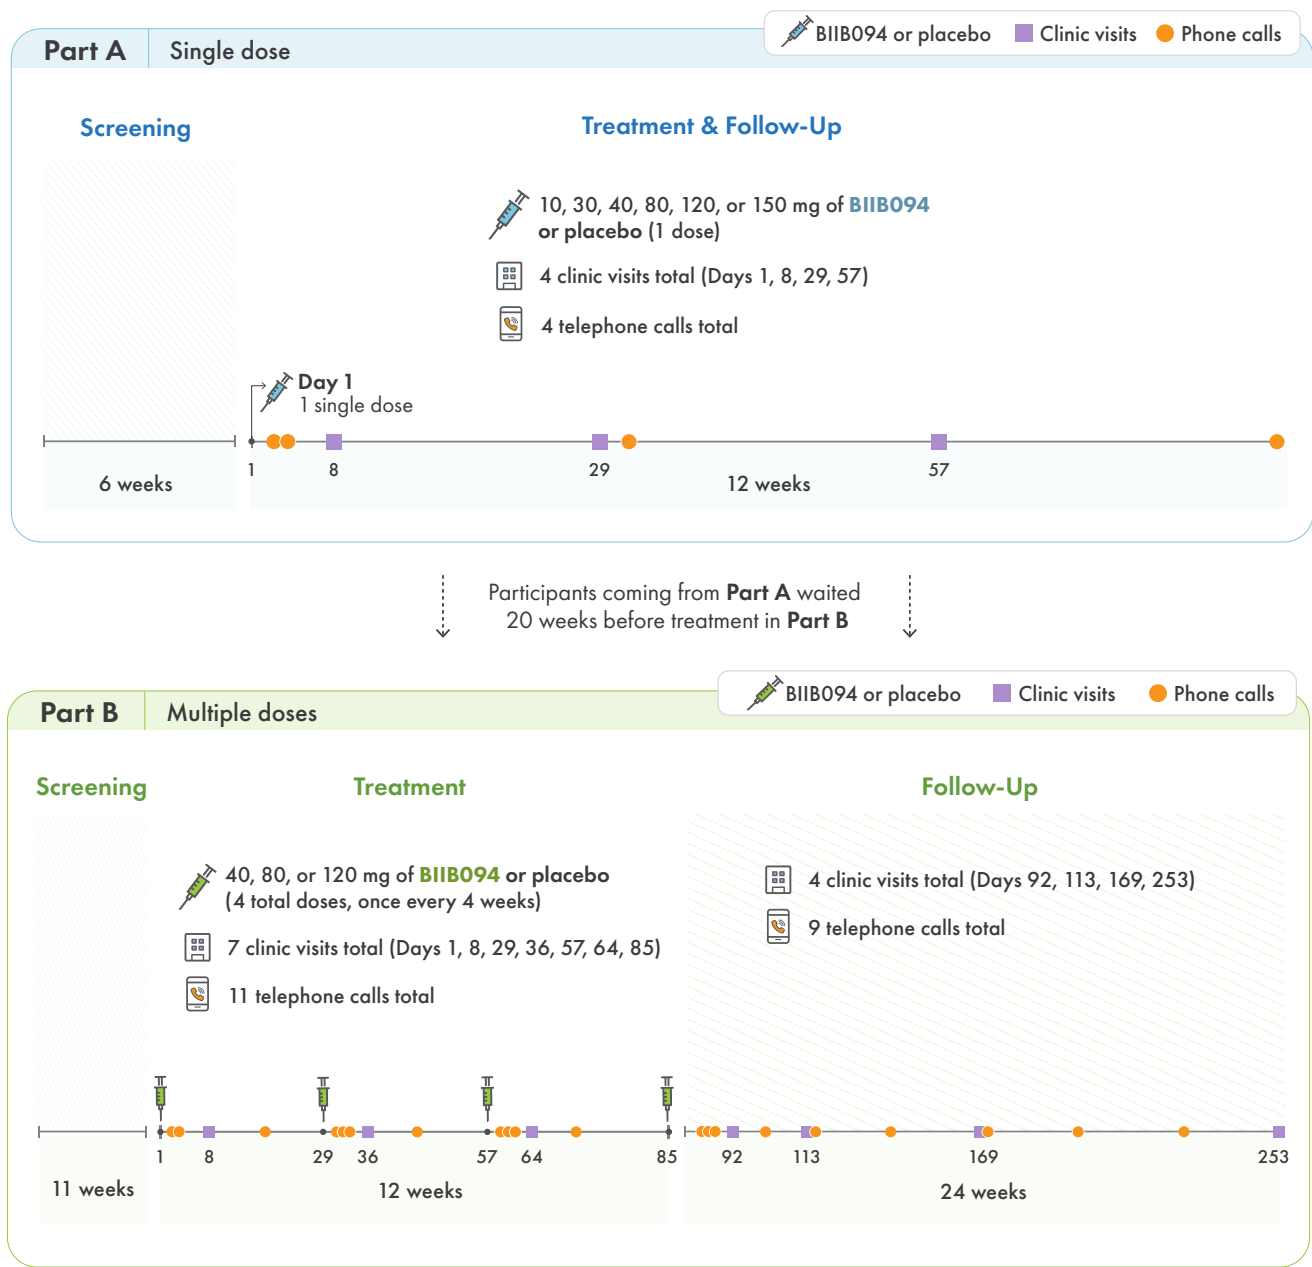 Part A
Single dose
BIIB094 or placebo
Clinic visits
Phone calls
Screening
Treatment & Follow-Up
10, 30, 40, 80, 120, or 150 mg of BIIB094
or placebo (1 dose)
4 clinic visits total (Days 1, 8, 29, 57)
4 telephone calls total
Day 1
1 single dose
1
8
29
57
6 weeks
12 weeks
Participants coming from Part A waited
20 weeks before treatment in Part B
Part B
Multiple doses
BIIB094 or placebo
Clinic visits
Phone calls
Screening
Treatment
Follow-Up
40, 80, or 120 mg of BIIB094 or placebo
(4 total doses, once every 4 weeks)
7 clinic visits total (Days 1, 8, 29, 36, 57, 64, 85)
11 telephone calls total
4 clinic visits total (Days 92, 113, 169, 253)
9 telephone calls total
1
8
29
36
57
64
85
92
113
169
253
11 weeks
12 weeks
24 weeks